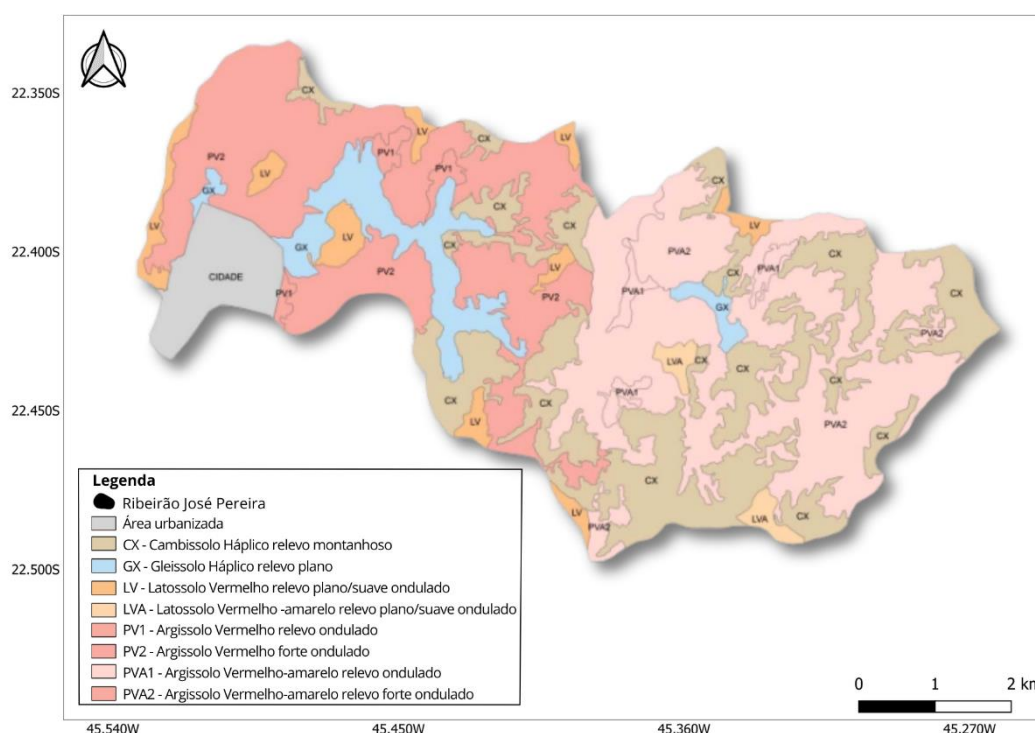 22.350S
22.400S
22.450S
22.500S
CX
LV
CX
LV
PV1
PV1
PV2
LV
GX
CX
CX
CX
LV
CX
LV
GX
LV
PVA2
CX
PVA1
CX
LV
CIDADE
PV2
LV
PV2
PVA1
CX
PV1
GX
PVA2
LVA
CX
CX
CX
PVA1
CX
CX
LV
PVA2
CX
CX
LV
PVA2
LVA
CX
Legenda
Ribeirão José Pereira
Área urbanizada
CX - Cambissolo Háplico relevo montanhoso
GX - Gleissolo Háplico relevo plano
LV - Latossolo Vermelho relevo plano/suave ondulado
LVA - Latossolo Vermelho -amarelo relevo plano/suave ondulado
PV1 - Argissolo Vermelho relevo ondulado
PV2 - Argissolo Vermelho forte ondulado
PVA1 - Argissolo Vermelho-amarelo relevo ondulado
PVA2 - Argissolo Vermelho-amarelo relevo forte ondulado
0 1 2 km
45.540W 45.450W 45.360W 45.270W